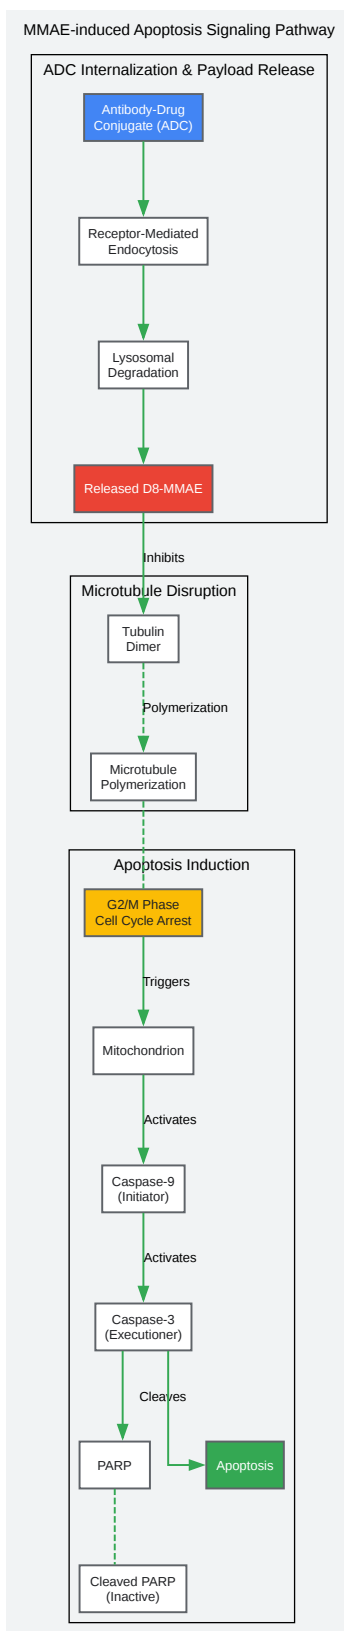 MMAE-induced Apoptosis Signaling Pathway
ADC Internalization & Payload Release
Antibody-Drug
Conjugate (ADC)
Receptor-Mediated
Endocytosis
Lysosomal
Degradation
Released D8-MMAE
Inhibits
Microtubule Disruption
Tubulin
Dimer
Polymerization
Microtubule
Polymerization
Apoptosis Induction
G2/M Phase
Cell Cycle Arrest
Triggers
Mitochondrion
Activates
Caspase-9
(Initiator)
Activates
Caspase-3
(Executioner)
Cleaves
PARP
Apoptosis
Cleaved PARP
(Inactive)